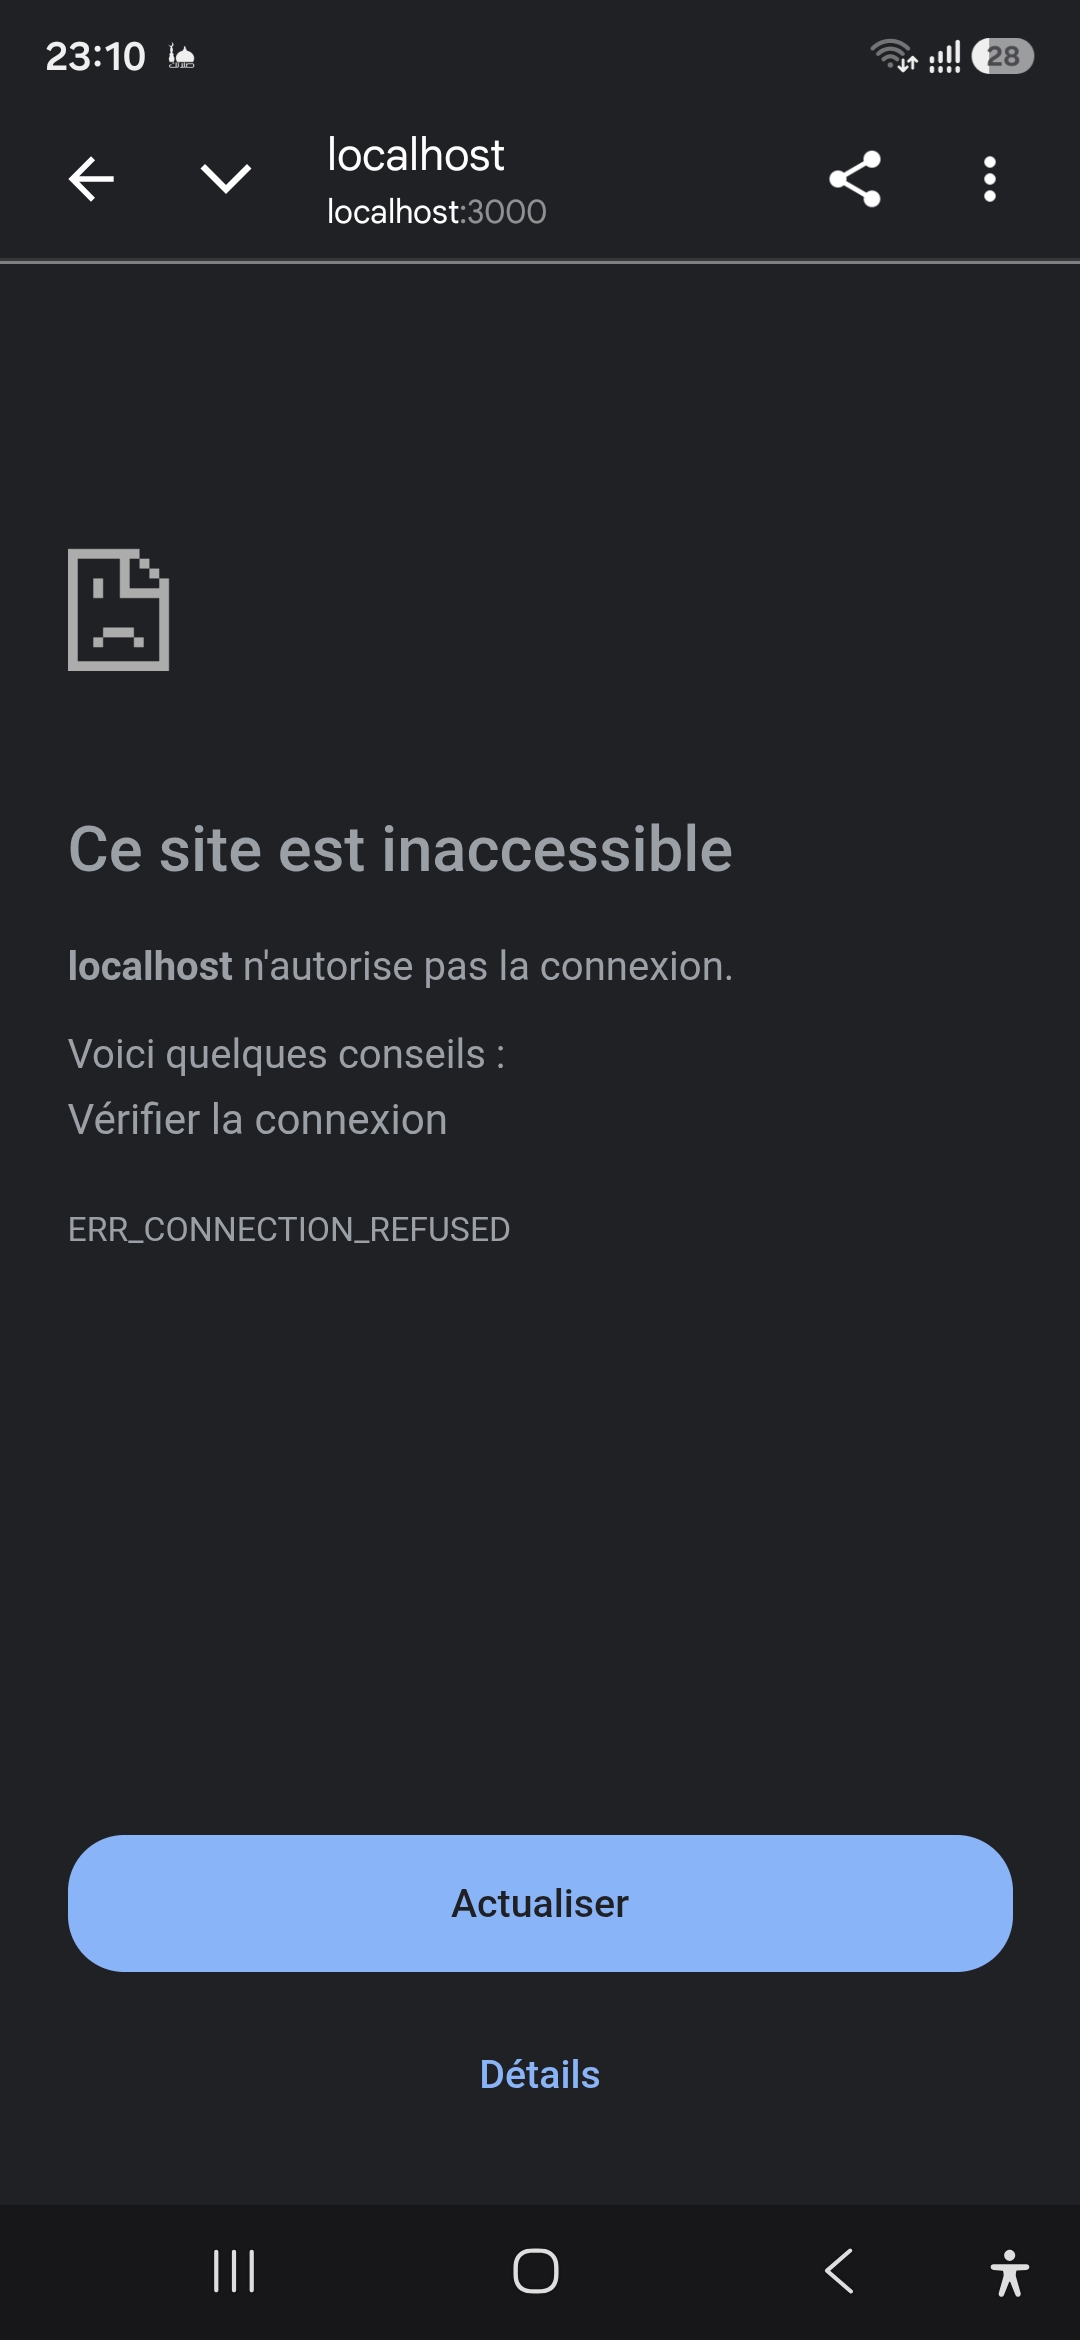 23:10
28
localhost
localhost:3000
Ce site est inaccessible
localhost n'autorise pas la connexion.
Voici quelques conseils :
Vérifier la connexion
ERR_CONNECTION_REFUSED
Actualiser
Détails